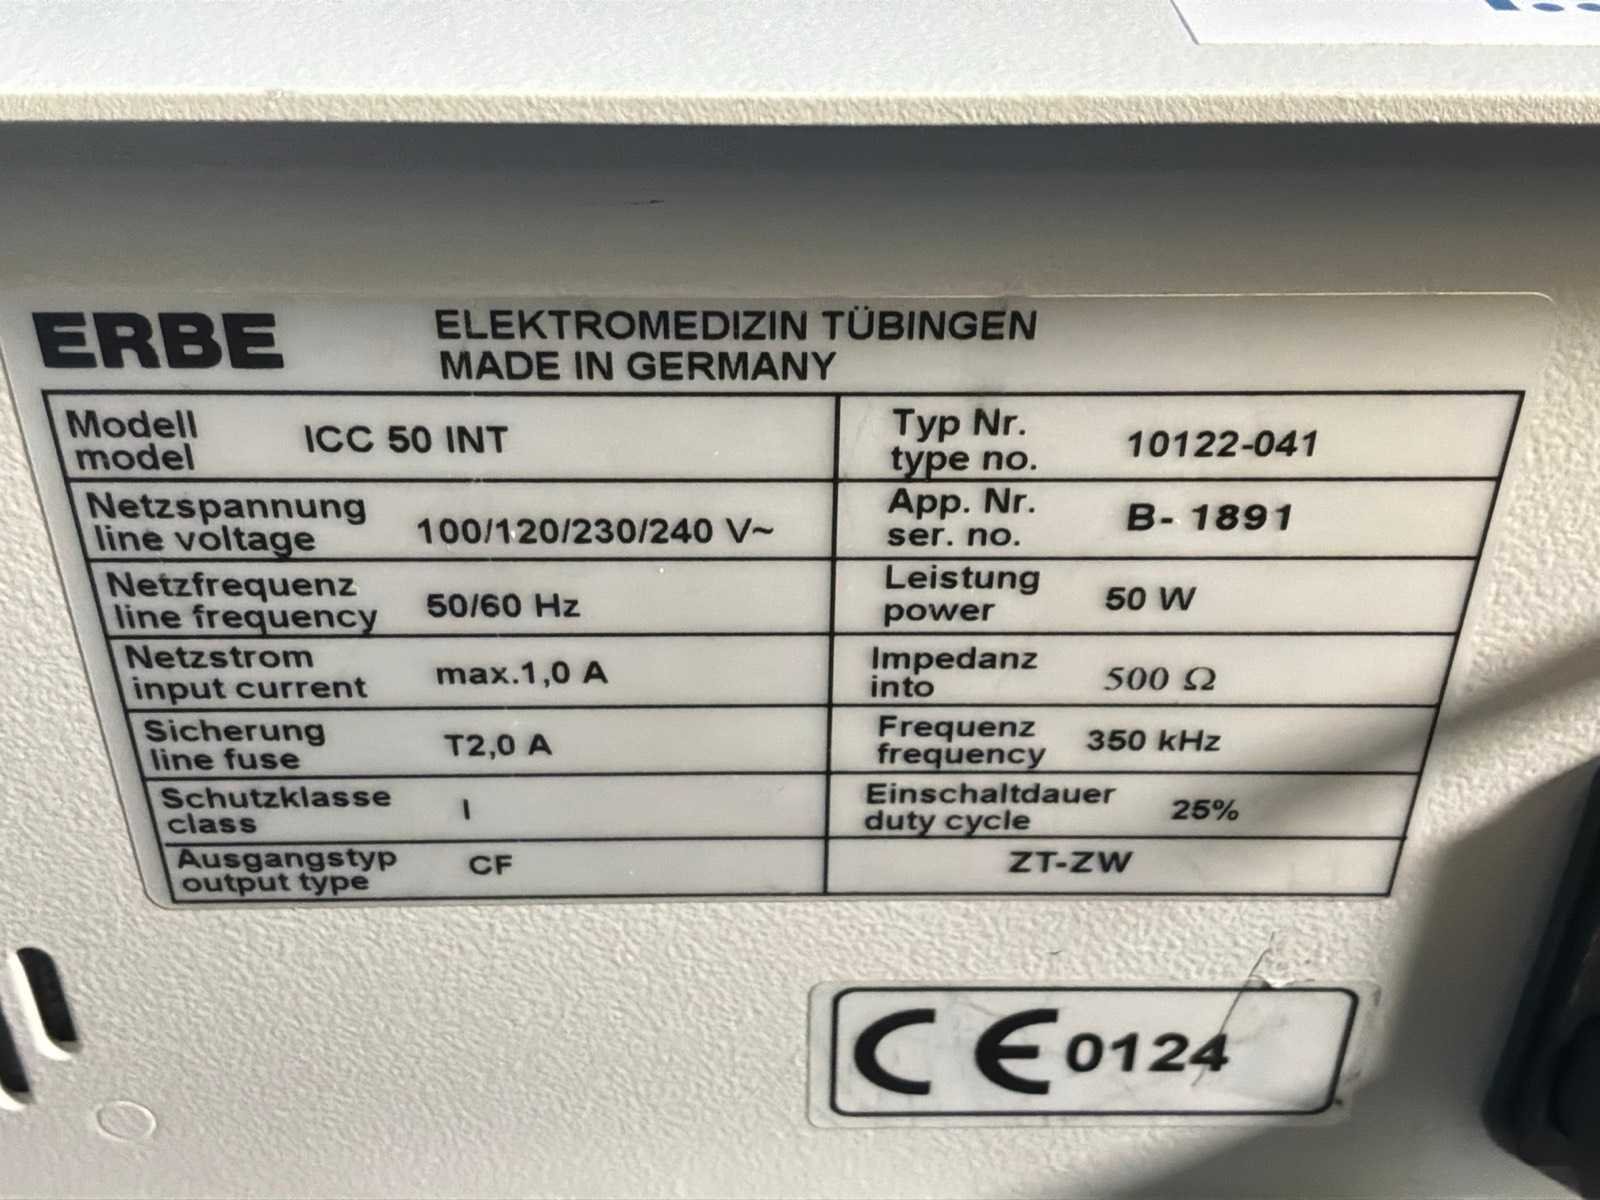 ERBE
ELEKTROMEDIZIN TÜBINGEN
MADE IN GERMANY
Modell
model
ICC 50 INT
Typ Nr.
type no.
10122-041
Netzspannung
line voltage
100/120/230/240 V~
App. Nr.
ser. no.
B- 1891
Netzfrequenz
line frequency
50/60 Hz
Leistung
power
50 W
Netzstrom
input current
max.1,0 A
Impedanz
into
500 Ω
Sicherung
line fuse
T2,0 A
Frequenz
frequency
350 kHz
Schutzklasse
class
I
Einschaltdauer
duty cycle
25%
Ausgangstyp
output type
CF
ZT-ZW
CE 0124